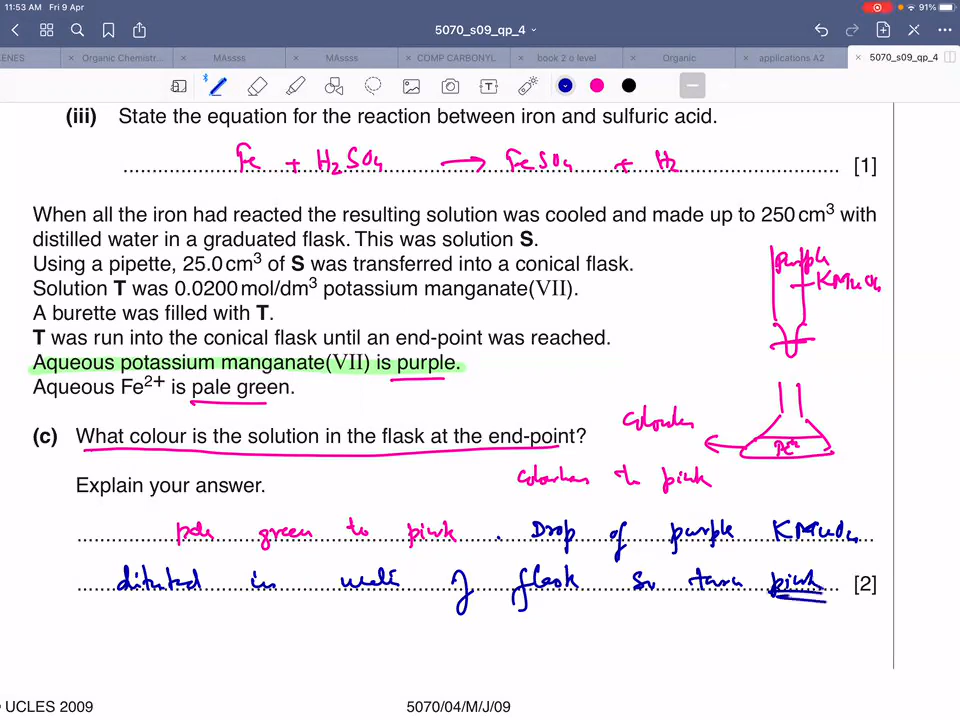 11:53 AM Fri 9 Apr
91%
5070_s09_qp_4
ENES
Organic Chemistr...
MAssss
MAssss
COMP CARBONYL
book 2 o level
Organic
applications A2
5070_s09_qp_4
(iii) State the equation for the reaction between iron and sulfuric acid.
Fe + H2SO4 → FeSO4 + H2 [1]
When all the iron had reacted the resulting solution was cooled and made up to 250 cm³ with
distilled water in a graduated flask. This was solution S.
Using a pipette, 25.0 cm³ of S was transferred into a conical flask.
Solution T was 0.0200 mol/dm³ potassium manganate(VII).
A burette was filled with T.
T was run into the conical flask until an end-point was reached.
Aqueous potassium manganate(VII) is purple.
Aqueous Fe²⁺ is pale green.
purple
KMnO4
Fe²⁺
(c) What colour is the solution in the flask at the end-point?
Explain your answer.
to pink
pale green to pink. Drop of purple KMnO4
in of flask so turn pink [2]
UCLES 2009
5070/04/M/J/09